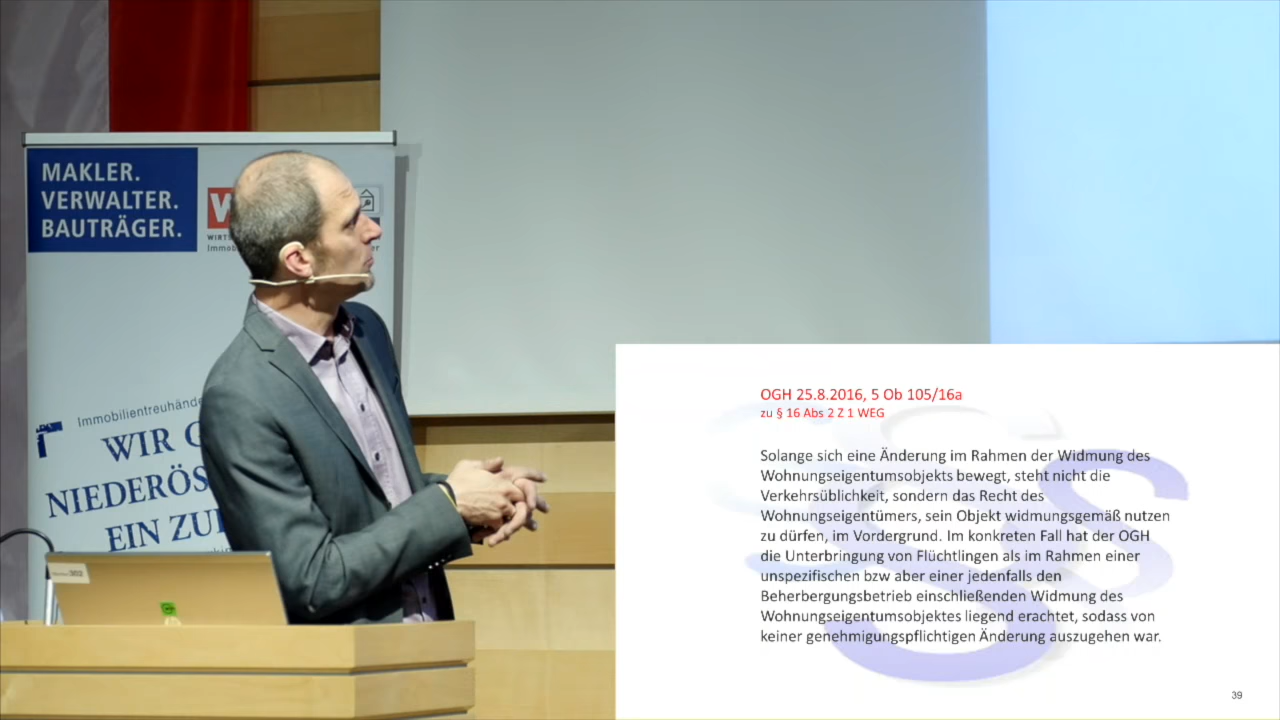 MAKLER.
VERWALTER.
BAUTRÄGER.
Immobilientreuhände
WIR G
NIEDERÖS
EIN ZU
OGH 25.8.2016, 5 Ob 105/16a
zu § 16 Abs 2 Z 1 WEG
Solange sich eine Änderung im Rahmen der Widmung des
Wohnungseigentumsobjekts bewegt, steht nicht die
Verkehrsüblichkeit, sondern das Recht des
Wohnungseigentümers, sein Objekt widmungsgemäß nutzen
zu dürfen, im Vordergrund. Im konkreten Fall hat der OGH
die Unterbringung von Flüchtlingen als im Rahmen einer
unspezifischen bzw aber einer jedenfalls den
Beherbergungsbetrieb einschließenden Widmung des
Wohnungseigentumsobjektes liegend erachtet, sodass von
keiner genehmigungspflichtigen Änderung auszugehen war.
39